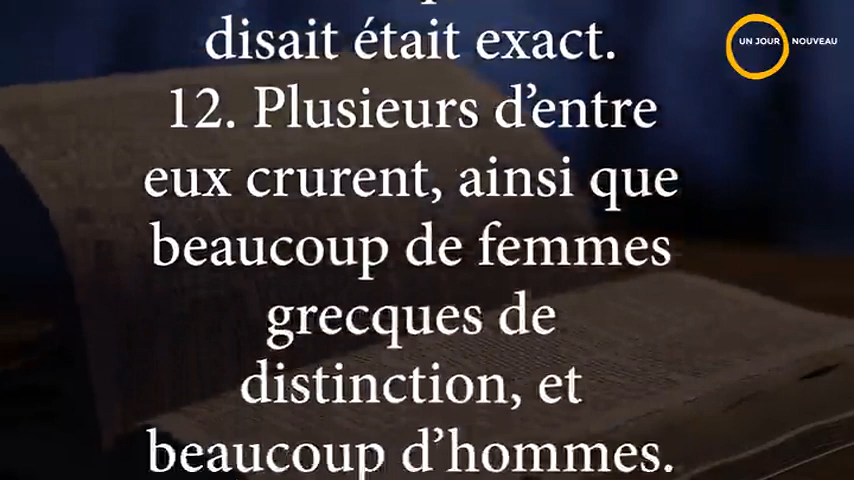 disait était exact.
12. Plusieurs d’entre
eux crurent, ainsi que
beaucoup de femmes
grecques de
distinction, et
beaucoup d’hommes.
UN JOUR NOUVEAU